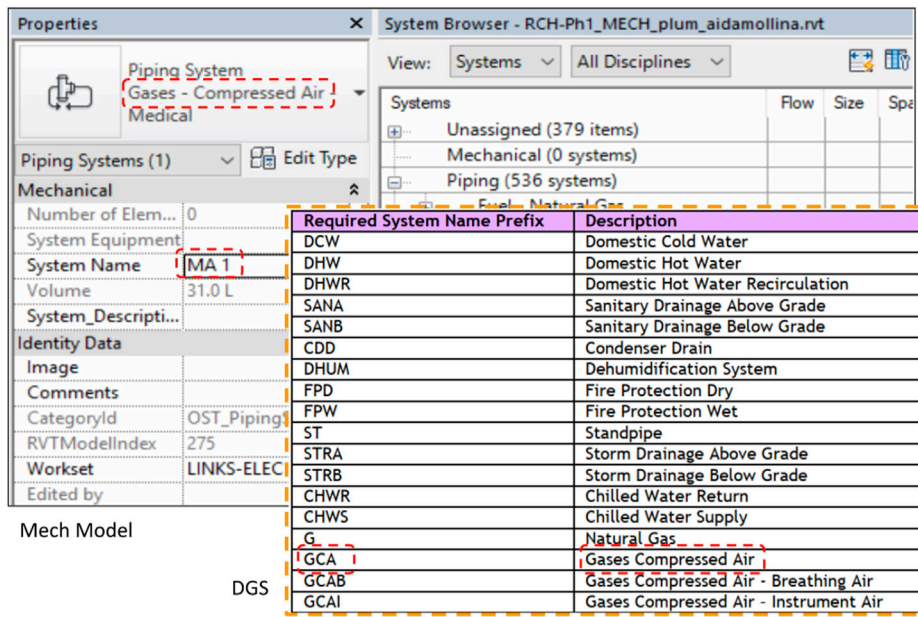 Properties
Piping System
Gases - Compressed Air -
Medical
Piping Systems (1)
Edit Type
Mechanical
Number of Elem... 0
System Equipment
System Name MA 1
Volume 31.0 L
System_Descripti...
Identity Data
Image
Comments
CategoryId OST_PipingS
RVTModelIndex 275
Workset LINKS-ELEC
Edited by
Mech Model
System Browser - RCH-Ph1_MECH_plum_aidamollina.rvt
View: Systems All Disciplines
Systems Flow Size Spa
Unassigned (379 items)
Mechanical (0 systems)
Piping (536 systems)
Fuel - Natural Gas
Required System Name Prefix Description
DCW Domestic Cold Water
DHW Domestic Hot Water
DHWR Domestic Hot Water Recirculation
SANA Sanitary Drainage Above Grade
SANB Sanitary Drainage Below Grade
CDD Condenser Drain
DHUM Dehumidification System
FPD Fire Protection Dry
FPW Fire Protection Wet
ST Standpipe
STRA Storm Drainage Above Grade
STRB Storm Drainage Below Grade
CHWR Chilled Water Return
CHWS Chilled Water Supply
G Natural Gas
GCA Gases Compressed Air
GCAB Gases Compressed Air - Breathing Air
GCAI Gases Compressed Air - Instrument Air
DGS